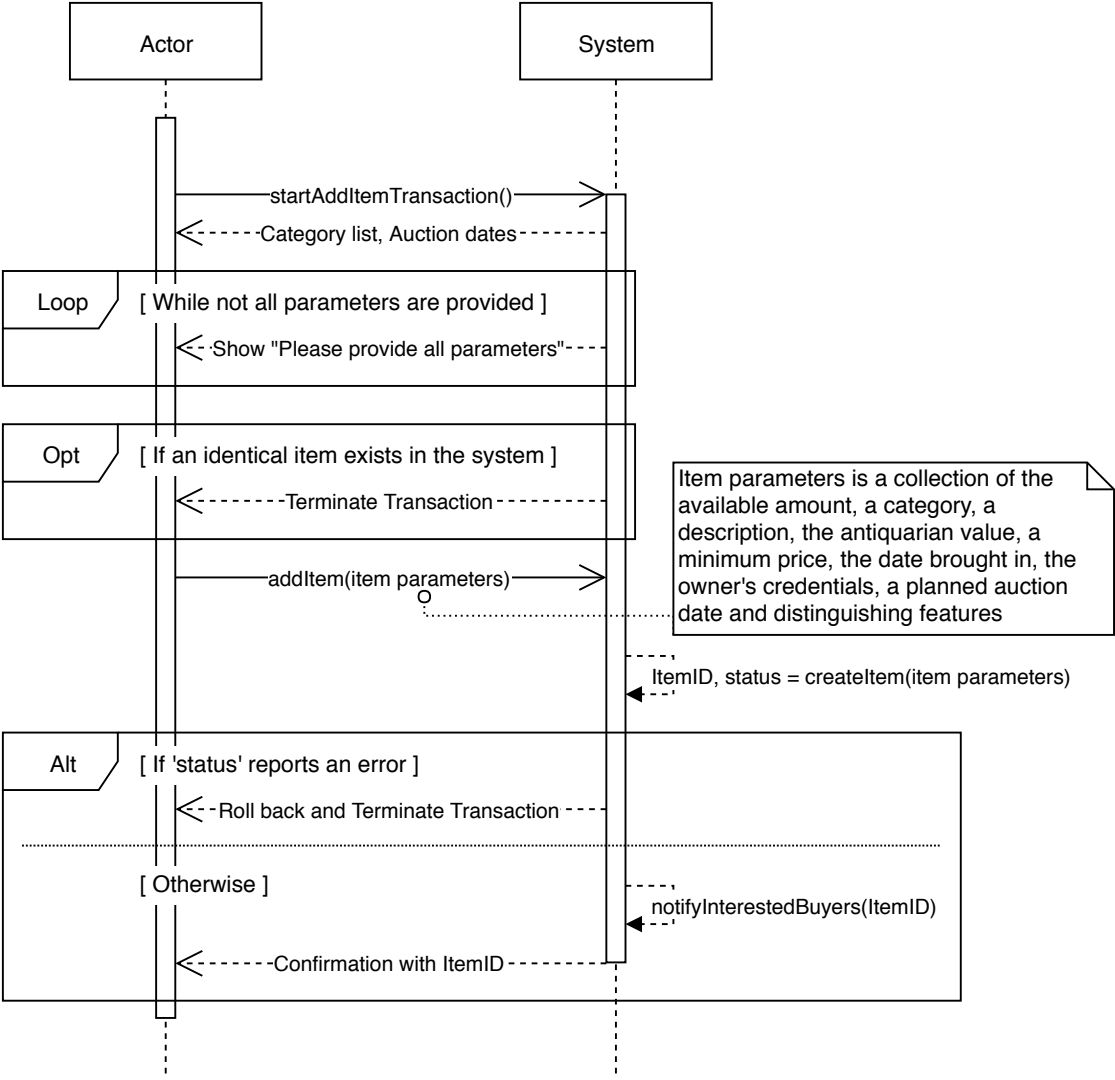 Actor
System
startAddItemTransaction()
Category list, Auction dates
Loop
[ While not all parameters are provided ]
Show "Please provide all parameters"
Opt
[ If an identical item exists in the system ]
Terminate Transaction
Item parameters is a collection of the
available amount, a category, a
description, the antiquarian value, a
minimum price, the date brought in, the
owner's credentials, a planned auction
date and distinguishing features
addItem(item parameters)
ItemID, status = createItem(item parameters)
Alt
[ If 'status' reports an error ]
Roll back and Terminate Transaction
[ Otherwise ]
notifyInterestedBuyers(ItemID)
Confirmation with ItemID